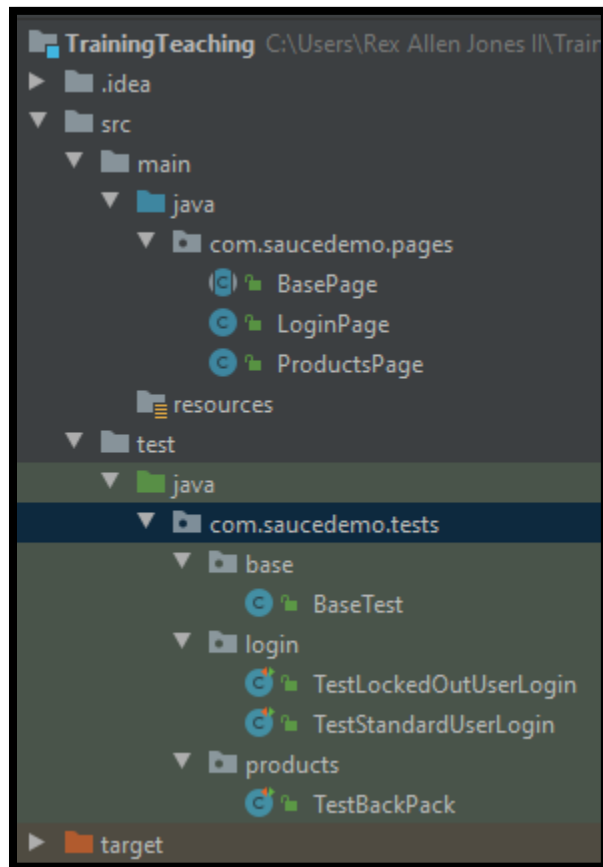 TrainingTeaching C:\Users\Rex Allen Jones II\Train
.idea
src
main
java
com.saucedemo.pages
BasePage
LoginPage
ProductsPage
resources
test
java
com.saucedemo.tests
base
BaseTest
login
TestLockedOutUserLogin
TestStandardUserLogin
products
TestBackPack
target